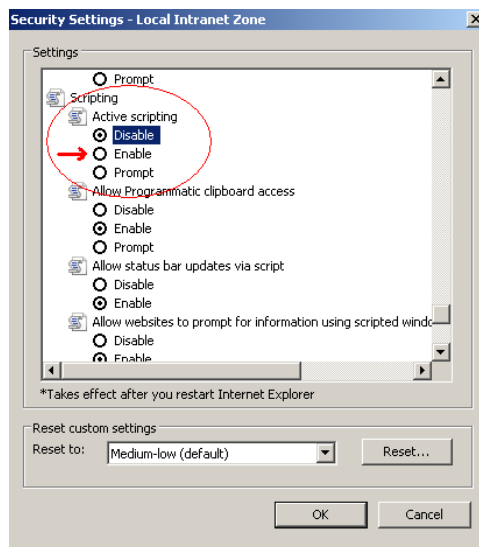 Security Settings - Local Intranet Zone
Settings
Prompt
Scripting
Active scripting
Disable
Enable
Prompt
Allow Programmatic clipboard access
Disable
Enable
Prompt
Allow status bar updates via script
Disable
Enable
Allow websites to prompt for information using scripted windo
Disable
Enable
*Takes effect after you restart Internet Explorer
Reset custom settings
Reset to:
Medium-low (default)
Reset...
OK
Cancel